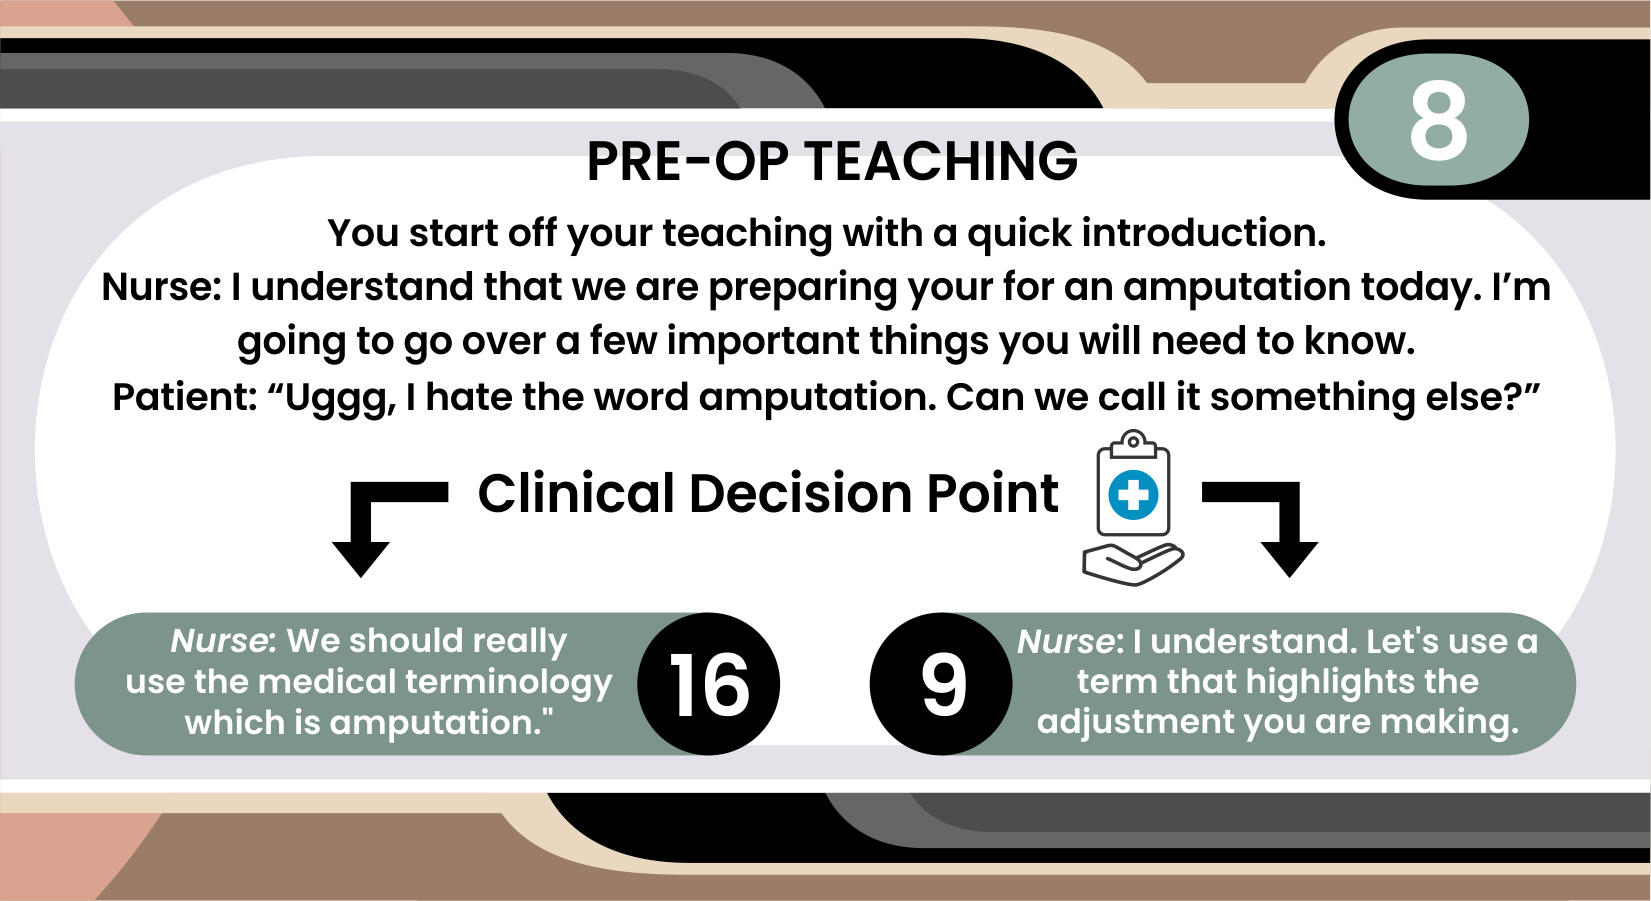 8
PRE-OP TEACHING
You start off your teaching with a quick introduction.
Nurse: I understand that we are preparing your for an amputation today. I’m
going to go over a few important things you will need to know.
Patient: “Uggg, I hate the word amputation. Can we call it something else?”
Clinical Decision Point
Nurse: We should really
use the medical terminology
which is amputation."
16
9
Nurse: I understand. Let's use a
term that highlights the
adjustment you are making.